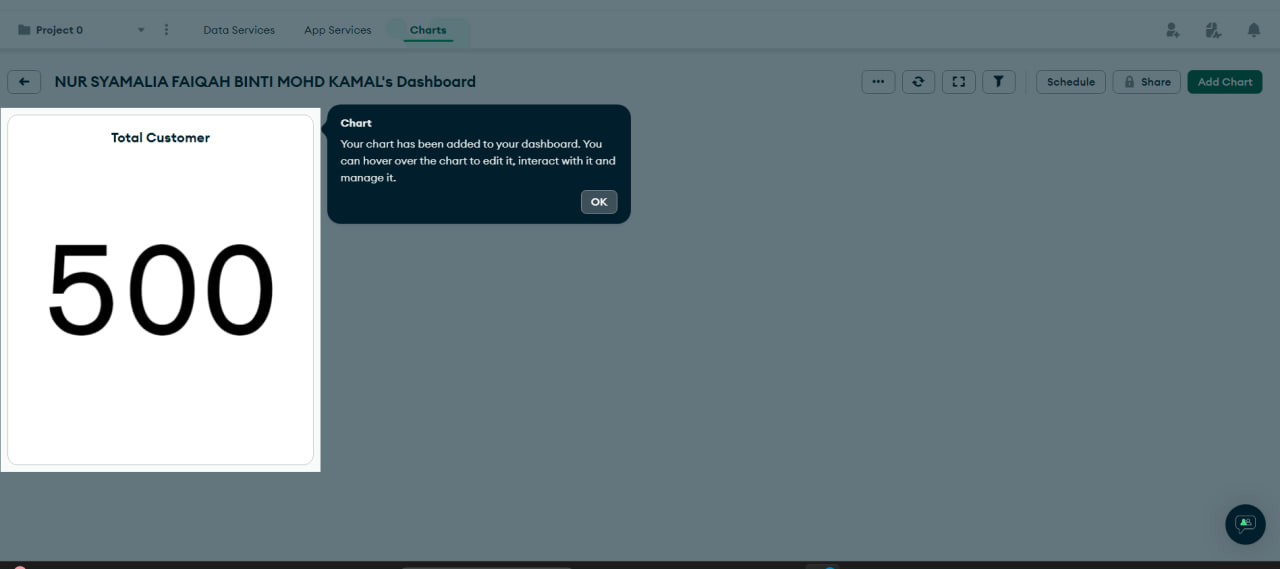 Project 0
Data Services
App Services
Charts
NUR SYAMALIA FAIQAH BINTI MOHD KAMAL's Dashboard
Schedule
Share
Add Chart
Total Customer
500
Chart
Your chart has been added to your dashboard. You
can hover over the chart to edit it, interact with it and
manage it.
OK